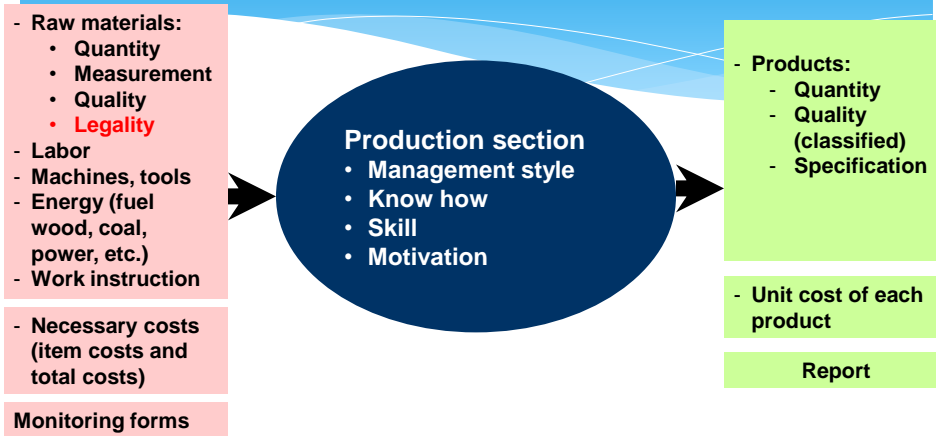 - Raw materials:
• Quantity
• Measurement
• Quality
• Legality
- Labor
- Machines, tools
- Energy (fuel
wood, coal,
power, etc.)
- Work instruction
- Necessary costs
(item costs and
total costs)
Monitoring forms
Production section
• Management style
• Know how
• Skill
• Motivation
- Products:
- Quantity
- Quality
(classified)
- Specification
- Unit cost of each
product
Report